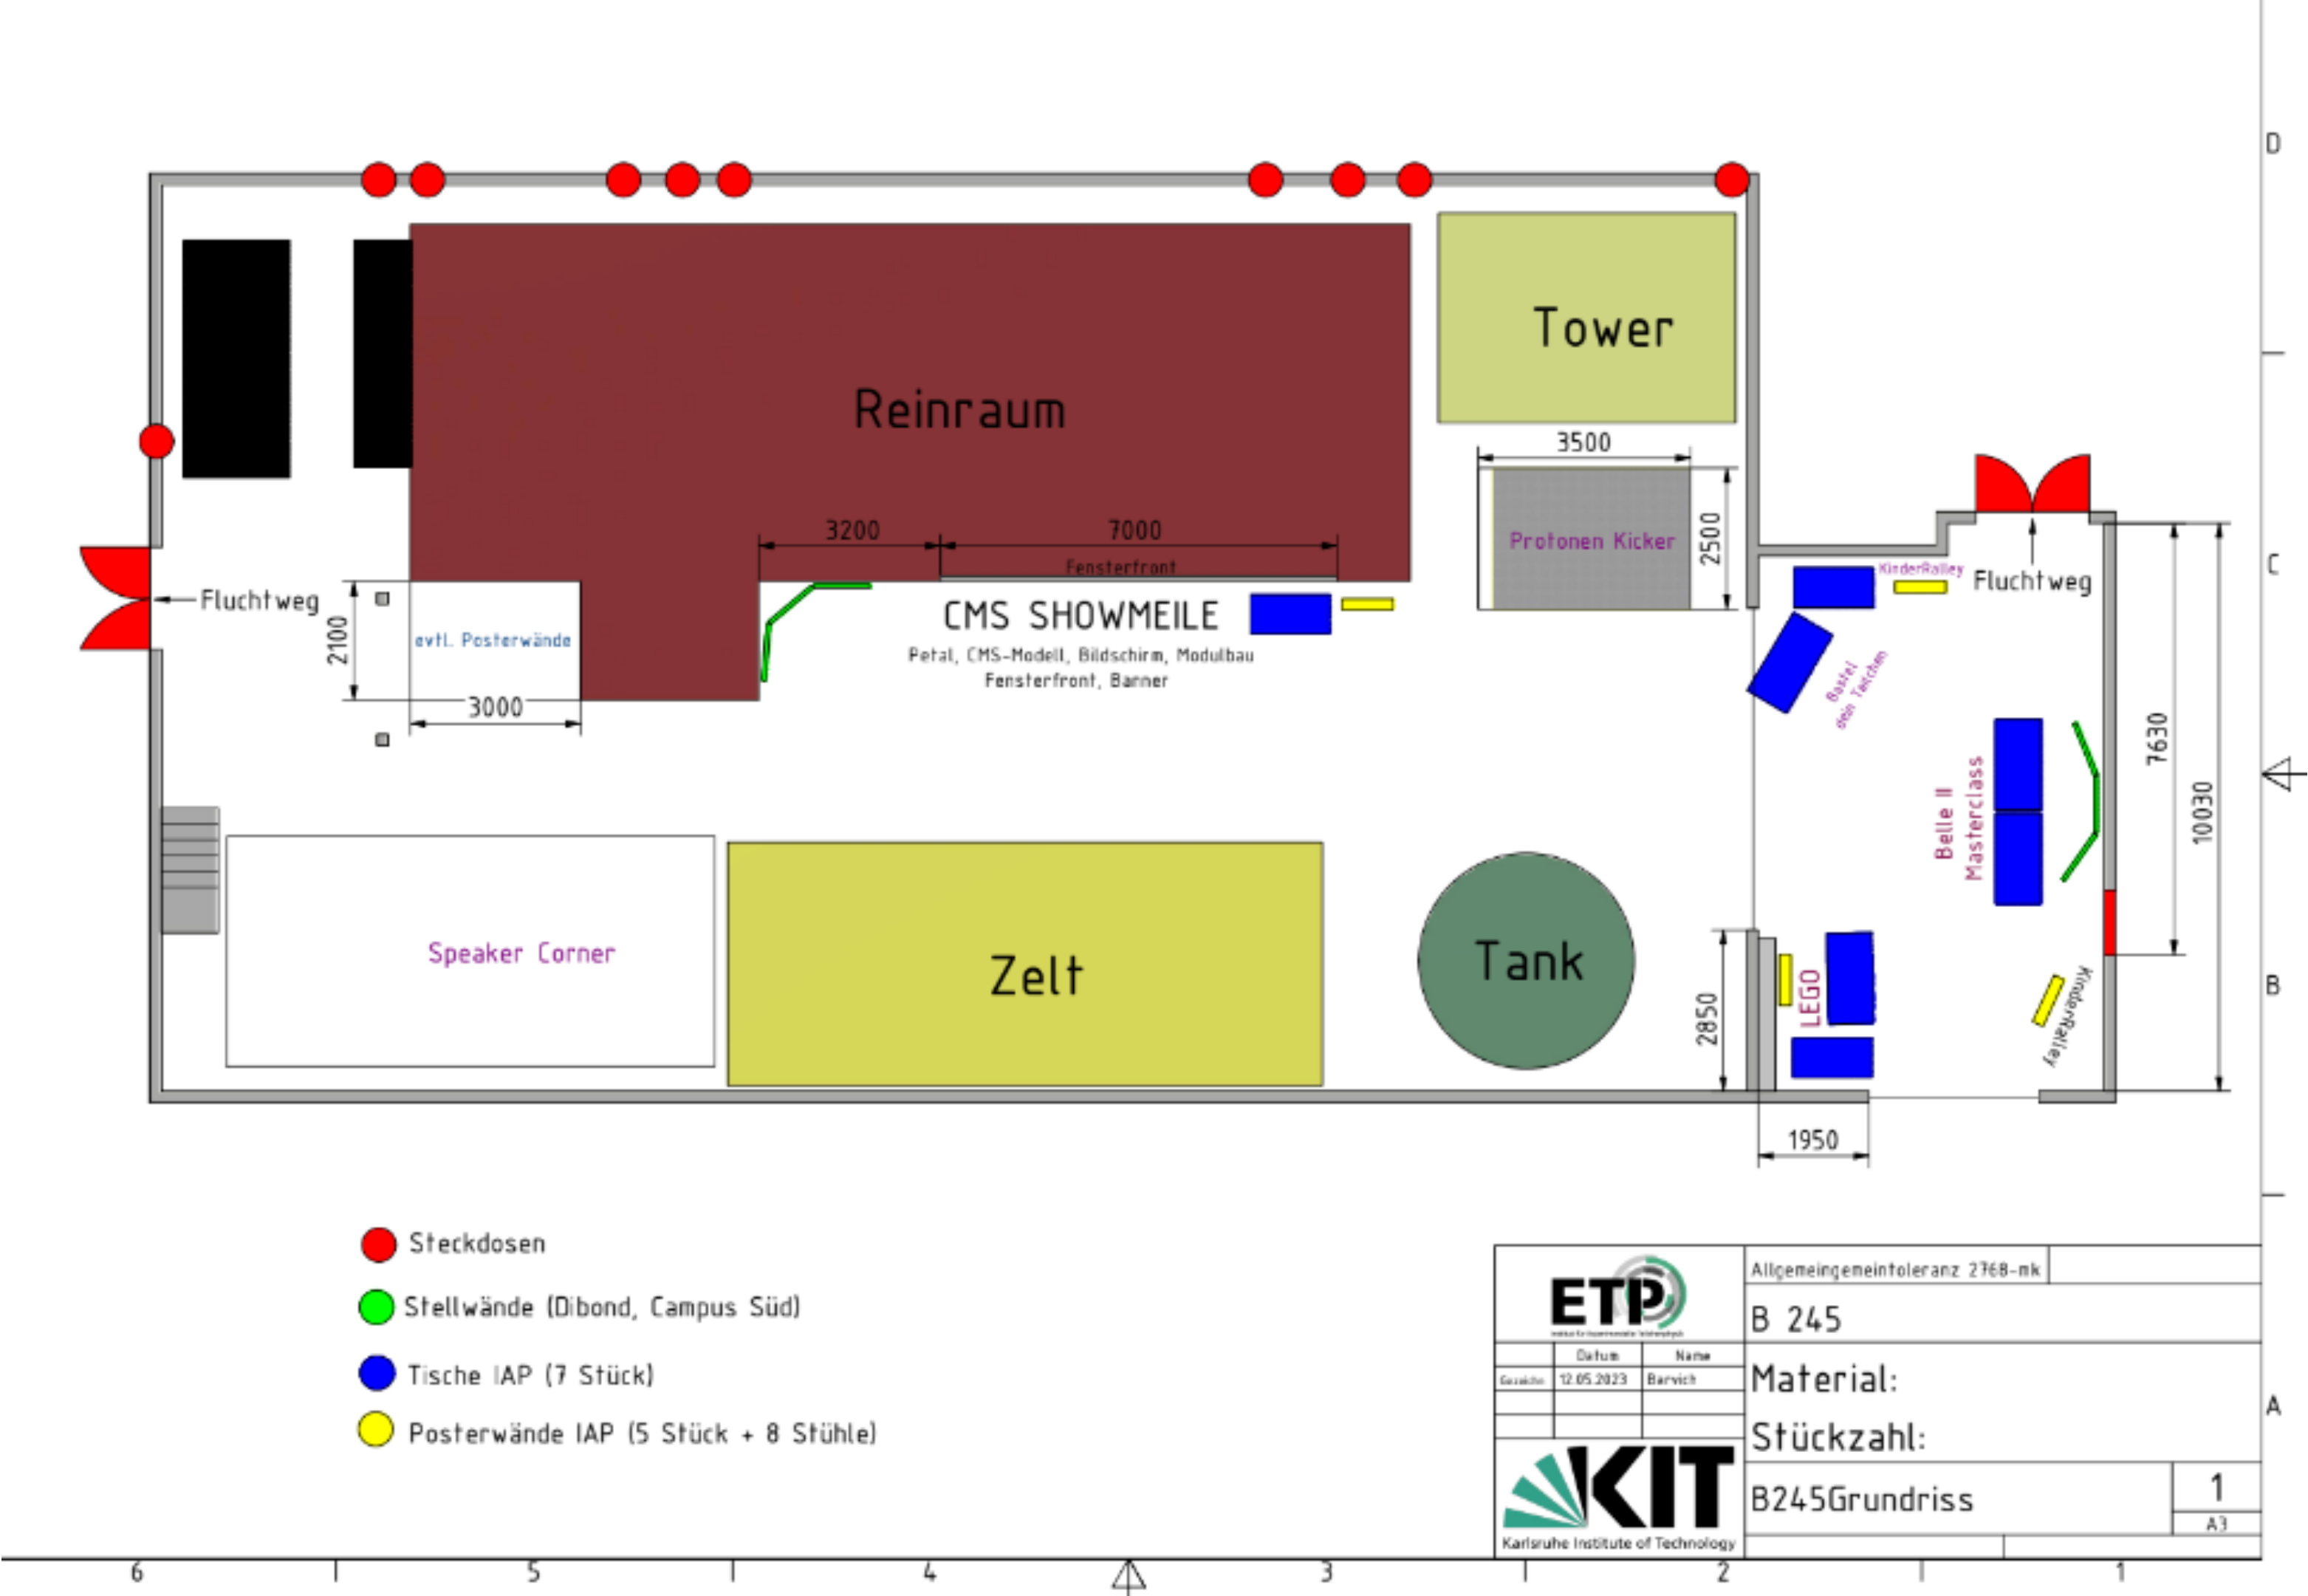 D
Reinraum
Tower
3500
Protonen Kicker
2500
3200
7000
Fensterfront
C
KinderRalley
Fluchtweg
Fluchtweg
2100
evtl. Posterwände
3000
CMS SHOWMEILE
Petal, CMS-Modell, Bildschirm, Modulbau
Fensterfront, Banner
Bastel
dein Teilchen
Belle II
Masterclass
7630
10030
Speaker Corner
Zelt
Tank
2850
LEGO
KinderRalley
B
1950
Steckdosen
Stellwände (Dibond, Campus Süd)
Tische IAP (7 Stück)
Posterwände IAP (5 Stück + 8 Stühle)
ETP
Allgemeingemeintoleranz 2768-mk
B 245
Datum Name
12.05.2023 Barvich
Material:
Stückzahl:
A
KIT
Karlsruhe Institute of Technology
B245Grundriss
1
A3
6 5 4 3 2 1